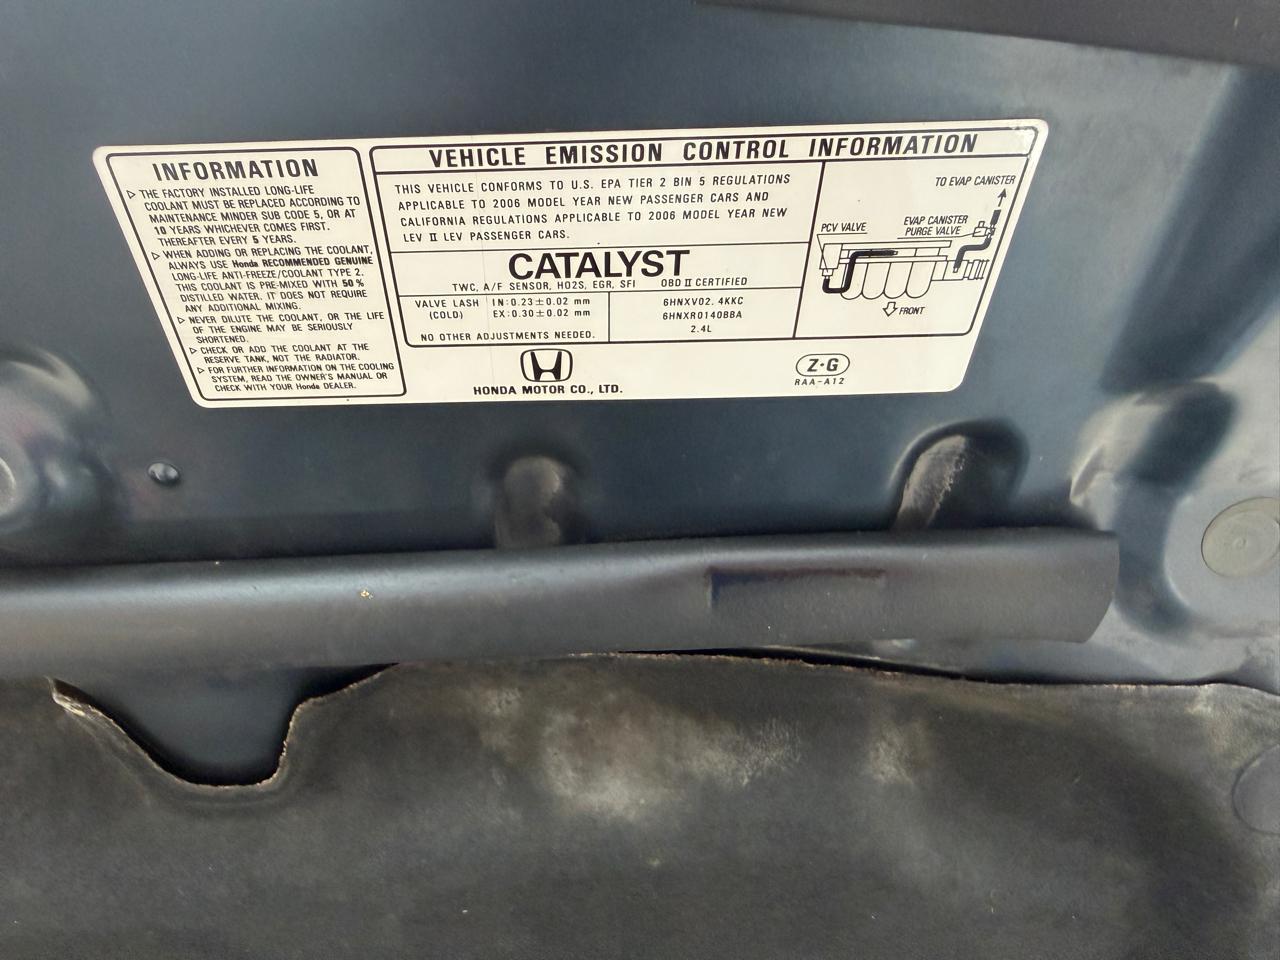 INFORMATION
▷ THE FACTORY INSTALLED LONG-LIFE
COOLANT MUST BE REPLACED ACCORDING TO
MAINTENANCE MINDER SUB CODE 5, OR AT
10 YEARS WHICHEVER COMES FIRST.
THEREAFTER EVERY 5 YEARS.
▷ WHEN ADDING OR REPLACING THE COOLANT,
ALWAYS USE Honda RECOMMENDED GENUINE
LONG-LIFE ANTI-FREEZE/COOLANT TYPE 2.
THIS COOLANT IS PRE-MIXED WITH 50 %
DISTILLED WATER. IT DOES NOT REQUIRE
ANY ADDITIONAL MIXING.
▷ NEVER DILUTE THE COOLANT, OR THE LIFE
OF THE ENGINE MAY BE SERIOUSLY
SHORTENED.
▷ CHECK OR ADD THE COOLANT AT THE
RESERVE TANK, NOT THE RADIATOR.
▷ FOR FURTHER INFORMATION ON THE COOLING
SYSTEM, READ THE OWNER'S MANUAL OR
CHECK WITH YOUR Honda DEALER.
VEHICLE EMISSION CONTROL INFORMATION
THIS VEHICLE CONFORMS TO U.S. EPA TIER 2 BIN 5 REGULATIONS
APPLICABLE TO 2006 MODEL YEAR NEW PASSENGER CARS AND
CALIFORNIA REGULATIONS APPLICABLE TO 2006 MODEL YEAR NEW
LEV II LEV PASSENGER CARS.
CATALYST
TWC, A/F SENSOR, HO2S, EGR, SFI OBD II CERTIFIED
VALVE LASH IN:0.23±0.02 mm
(COLD) EX:0.30±0.02 mm
NO OTHER ADJUSTMENTS NEEDED.
6HNXV02.4KKC
6HNXR0140BBA
2.4L
TO EVAP CANISTER
PCV VALVE
EVAP CANISTER
PURGE VALVE
FRONT
HONDA MOTOR CO., LTD.
Z·G
RAA-A12